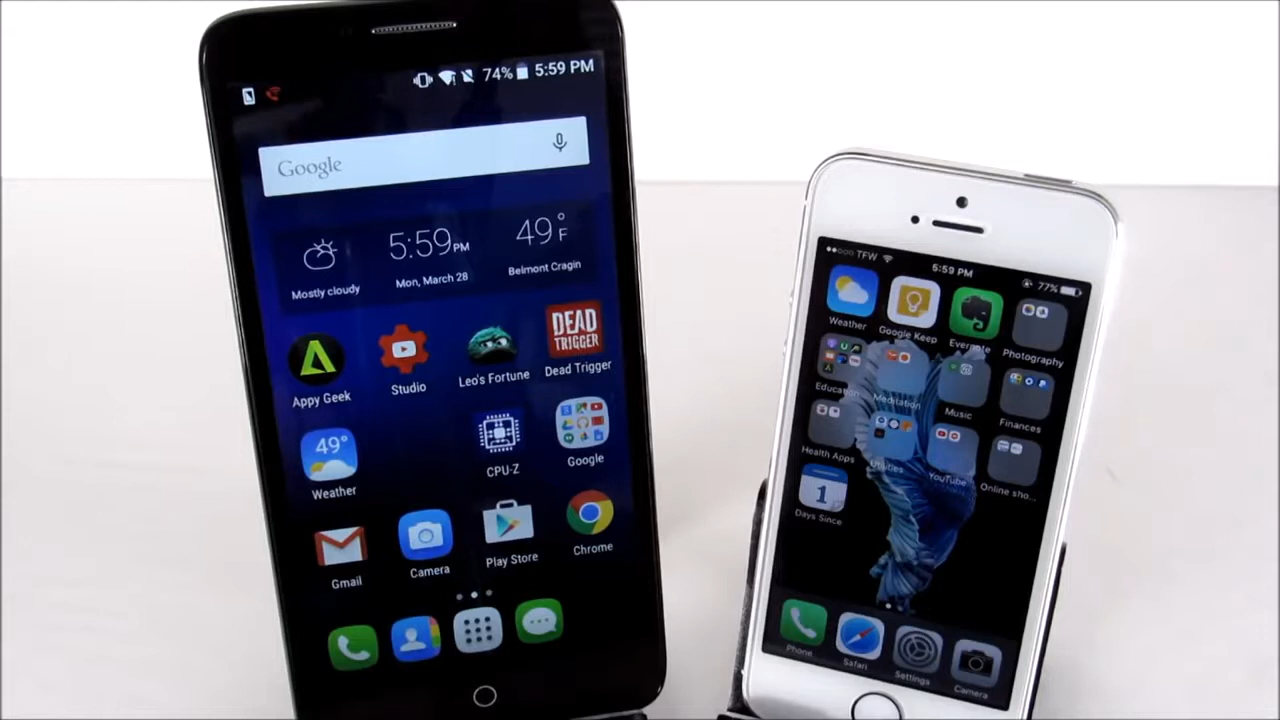 74% 5:59 PM
Google
5:59 PM
49°F
Mostly cloudy
Mon, March 28
Belmont Cragin
DEAD
TRIGGER
Appy Geek
Studio
Leo's Fortune
Dead Trigger
49°
Weather
CPU-Z
Google
Gmail
Camera
Play Store
Chrome
TFW
5:59 PM
77%
Weather
Google Keep
Evernote
Photography
Education
Meditation
Music
Finances
Health Apps
Utilities
YouTube
Online sho...
1
Days Since
Phone
Safari
Settings
Camera